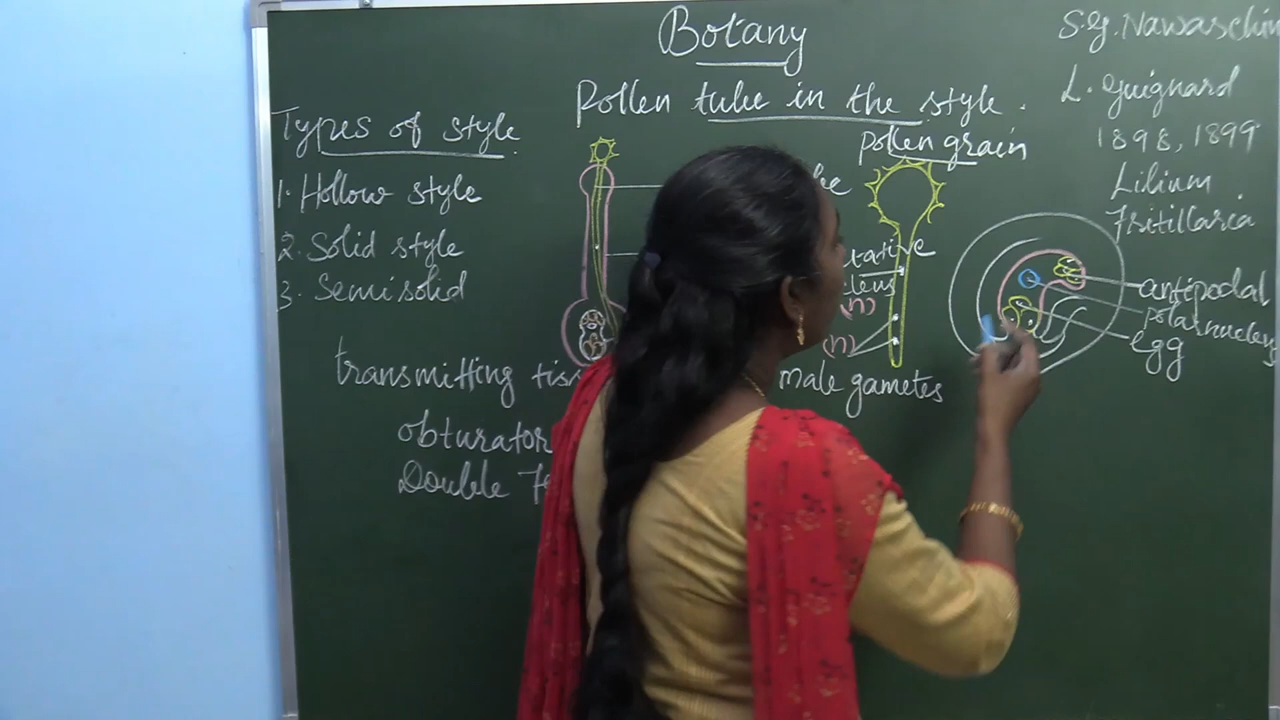 Botany
Pollen tube in the style.
Types of style
1. Hollow style
2. Solid style
3. Semisolid
transmitting
obturator
Double
pollen grain
(n)
(n)
male gametes
S.G. Nawaschin
L. Guignard
1898, 1899
Lilium
Fritillaria
antipodal
polar nucleus
egg